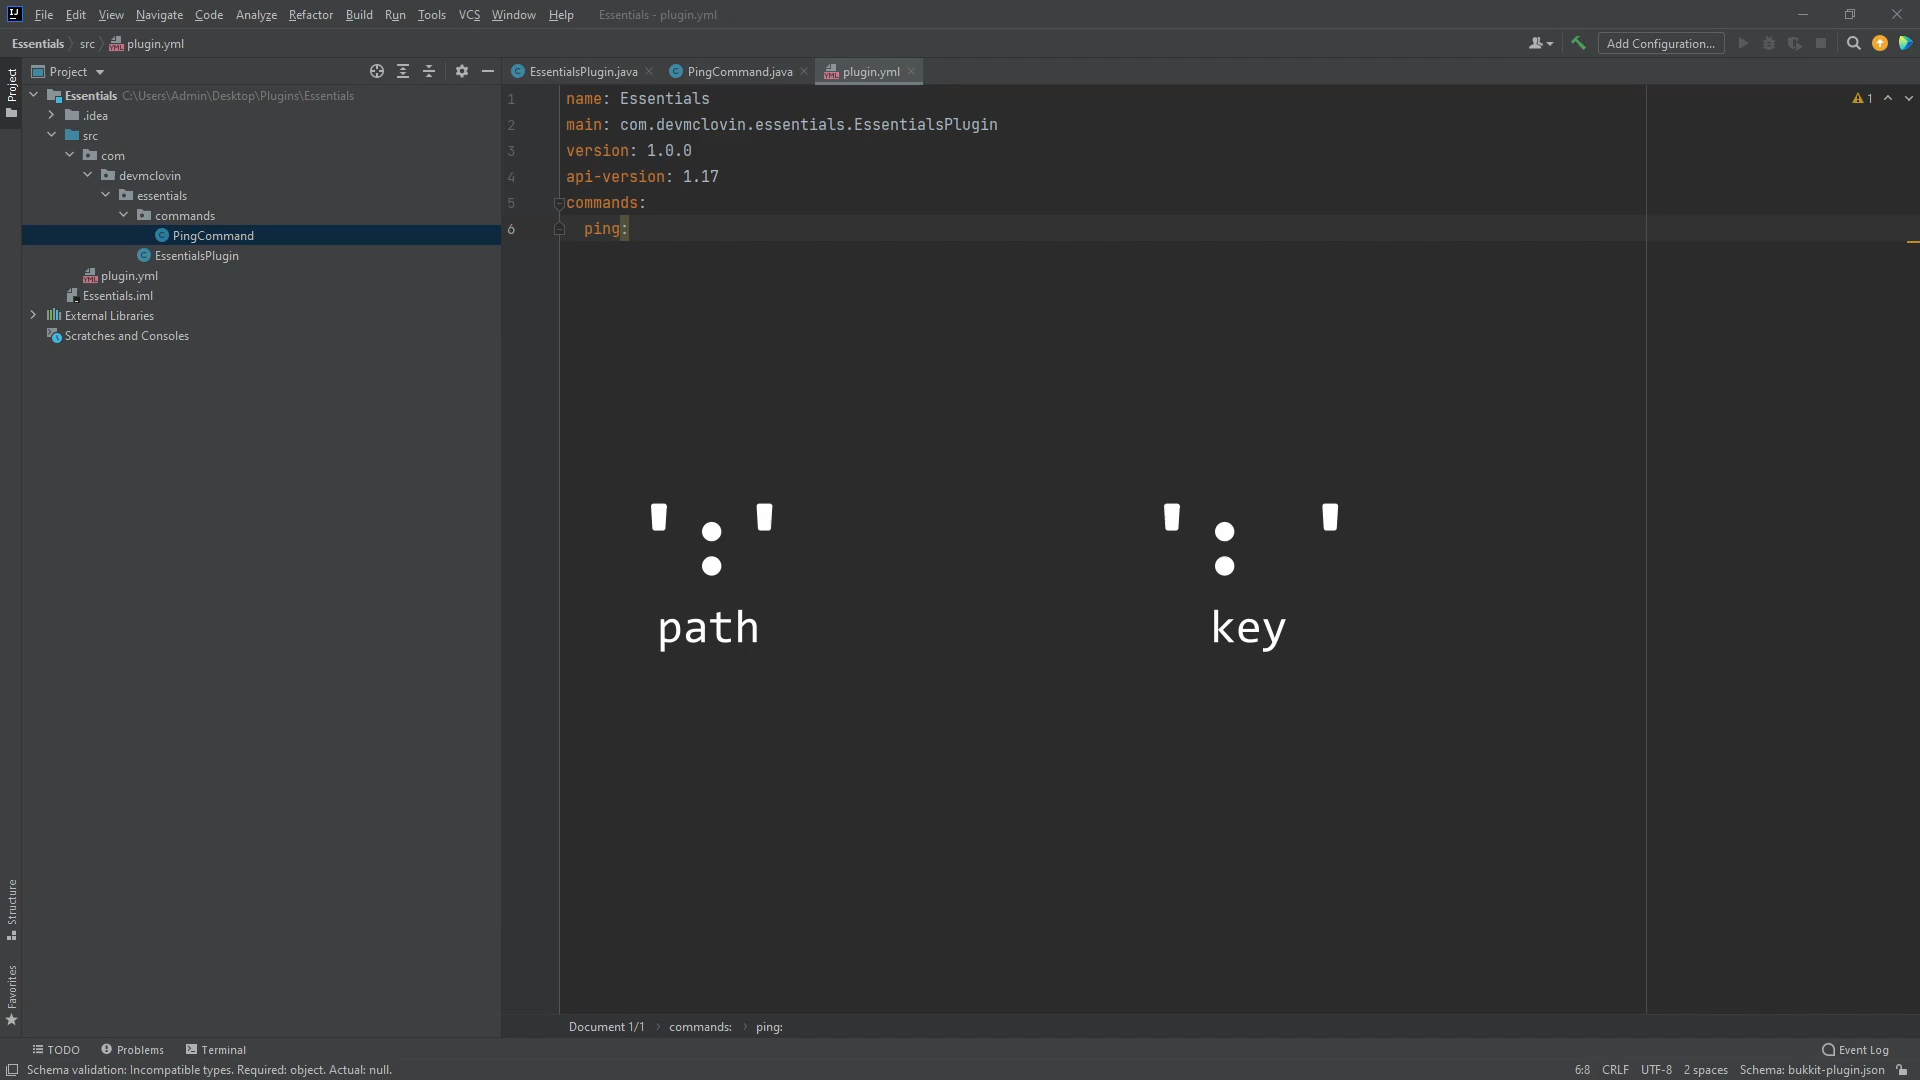 File Edit View Navigate Code Analyze Refactor Build Run Tools VCS Window Help Essentials - plugin.yml
Essentials src plugin.yml
Add Configuration...
Project
EssentialsPlugin.java PingCommand.java plugin.yml
Project
Essentials C:\Users\Admin\Desktop\Plugins\Essentials
.idea
src
com
devmclovin
essentials
commands
PingCommand
EssentialsPlugin
plugin.yml
Essentials.iml
External Libraries
Scratches and Consoles
1 name: Essentials
2 main: com.devmclovin.essentials.EssentialsPlugin
3 version: 1.0.0
4 api-version: 1.17
5 commands:
6 ping:
1
':' ':  '
path key
Structure
Favorites
Document 1/1 commands: ping:
TODO Problems Terminal Event Log
Schema validation: Incompatible types. Required: object. Actual: null. 6:8 CRLF UTF-8 2 spaces Schema: bukkit-plugin.json